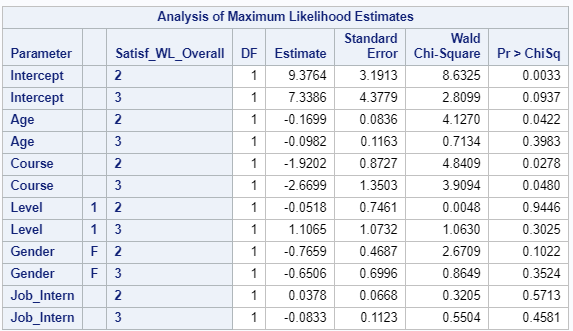 Analysis of Maximum Likelihood Estimates
Parameter Satisf_WL_Overall DF Estimate Standard Error Wald Chi-Square Pr > ChiSq
Intercept 2 1 9.3764 3.1913 8.6325 0.0033
Intercept 3 1 7.3386 4.3779 2.8099 0.0937
Age 2 1 -0.1699 0.0836 4.1270 0.0422
Age 3 1 -0.0982 0.1163 0.7134 0.3983
Course 2 1 -1.9202 0.8727 4.8409 0.0278
Course 3 1 -2.6699 1.3503 3.9094 0.0480
Level 1 2 1 -0.0518 0.7461 0.0048 0.9446
Level 1 3 1 1.1065 1.0732 1.0630 0.3025
Gender F 2 1 -0.7659 0.4687 2.6709 0.1022
Gender F 3 1 -0.6506 0.6996 0.8649 0.3524
Job_Intern 2 1 0.0378 0.0668 0.3205 0.5713
Job_Intern 3 1 -0.0833 0.1123 0.5504 0.4581